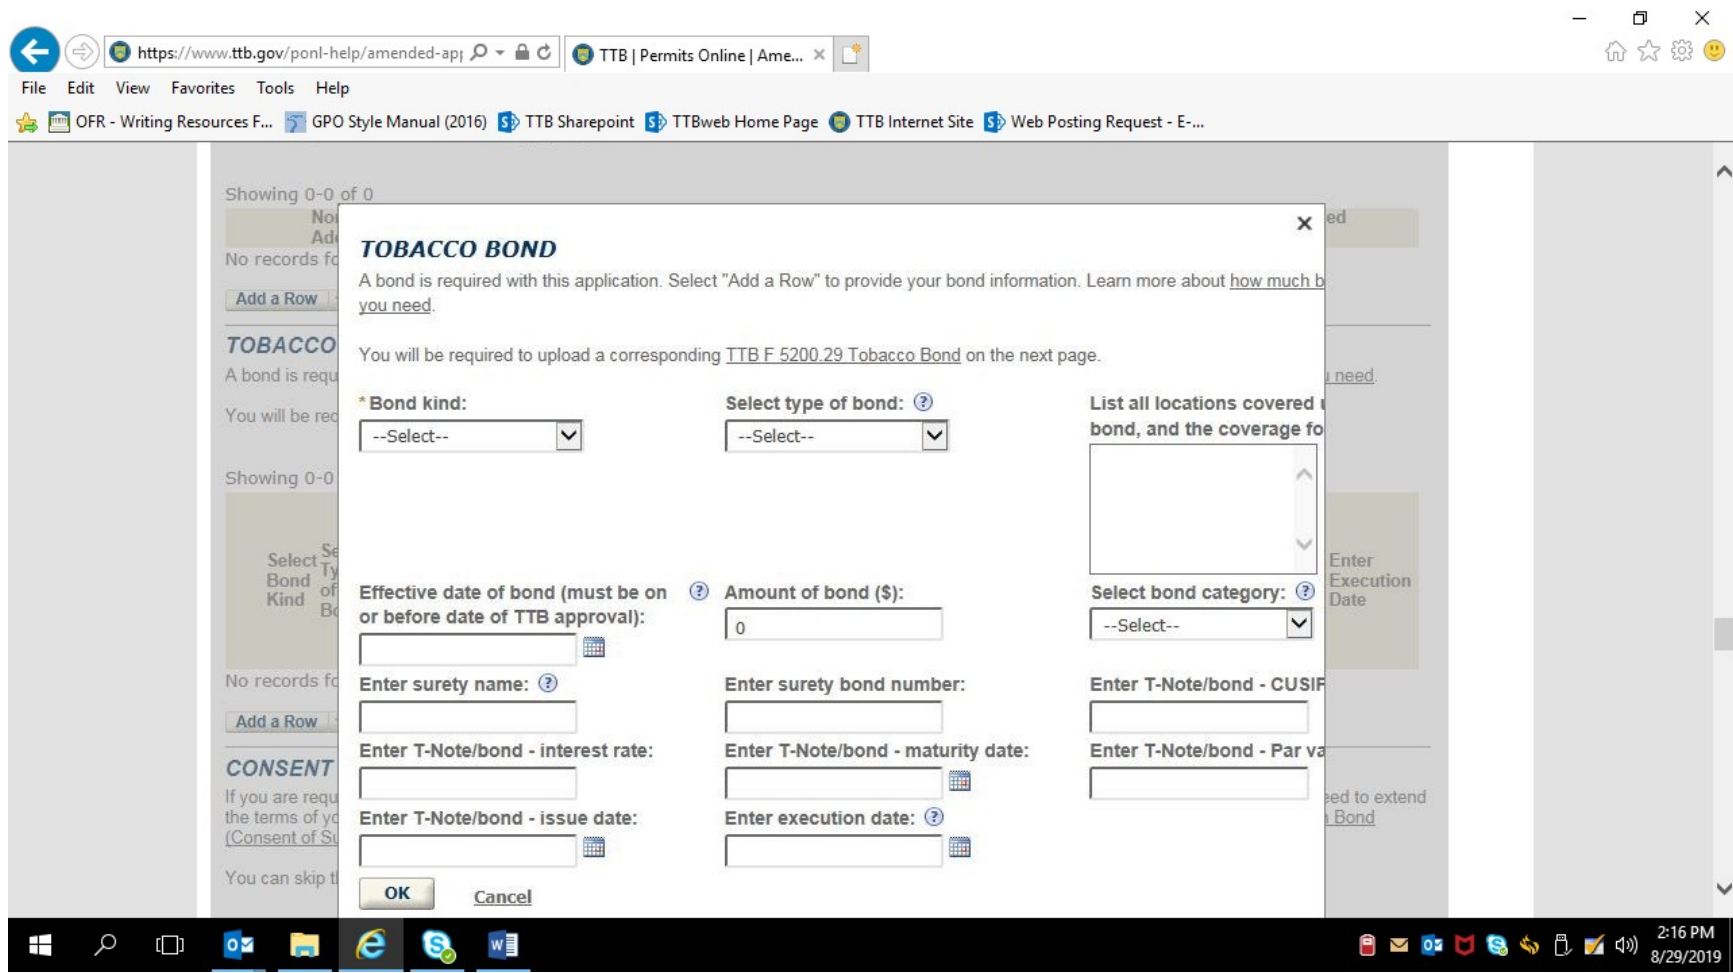 https://www.ttb.gov/ponl-help/amended-ap
TTB | Permits Online | Ame...
File Edit View Favorites Tools Help
OFR - Writing Resources F... GPO Style Manual (2016) TTB Sharepoint TTBweb Home Page TTB Internet Site Web Posting Request - E-...
Showing 0-0 of 0
No records fo
Add a Row
TOBACCO BOND
A bond is required with this application. Select "Add a Row" to provide your bond information. Learn more about how much b
you need.
You will be required to upload a corresponding TTB F 5200.29 Tobacco Bond on the next page.
*Bond kind:
--Select--
Select type of bond:
--Select--
List all locations covered
bond, and the coverage fo
Effective date of bond (must be on
or before date of TTB approval):
Amount of bond ($):
0
Select bond category:
--Select--
Enter surety name:
Enter surety bond number:
Enter T-Note/bond - CUSIP
Enter T-Note/bond - interest rate:
Enter T-Note/bond - maturity date:
Enter T-Note/bond - Par va
Enter T-Note/bond - issue date:
Enter execution date:
OK
Cancel
TOBACCO
A bond is requ
u need.
You will be rec
Showing 0-0
Select
Bond
Kind
Enter
Execution
Date
No records fo
Add a Row
CONSENT
If you are requ
eed to extend
the terms of yo
Bond
(Consent of Su
You can skip t
2:16 PM
8/29/2019